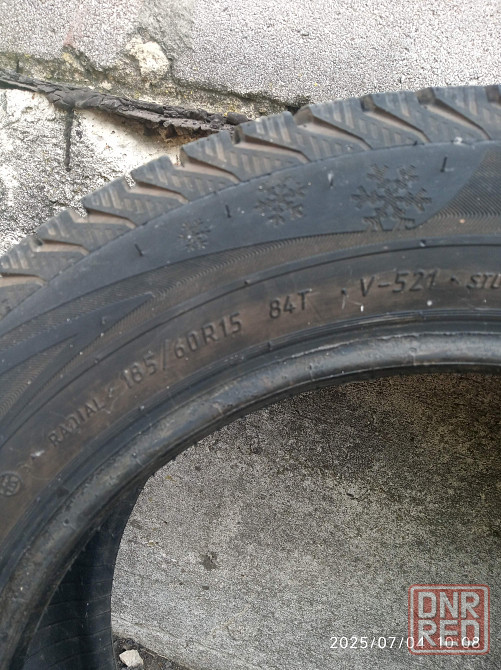 RADIAL 185/60R15 84T V-521
DNR
RED
2025/07/04 10:08